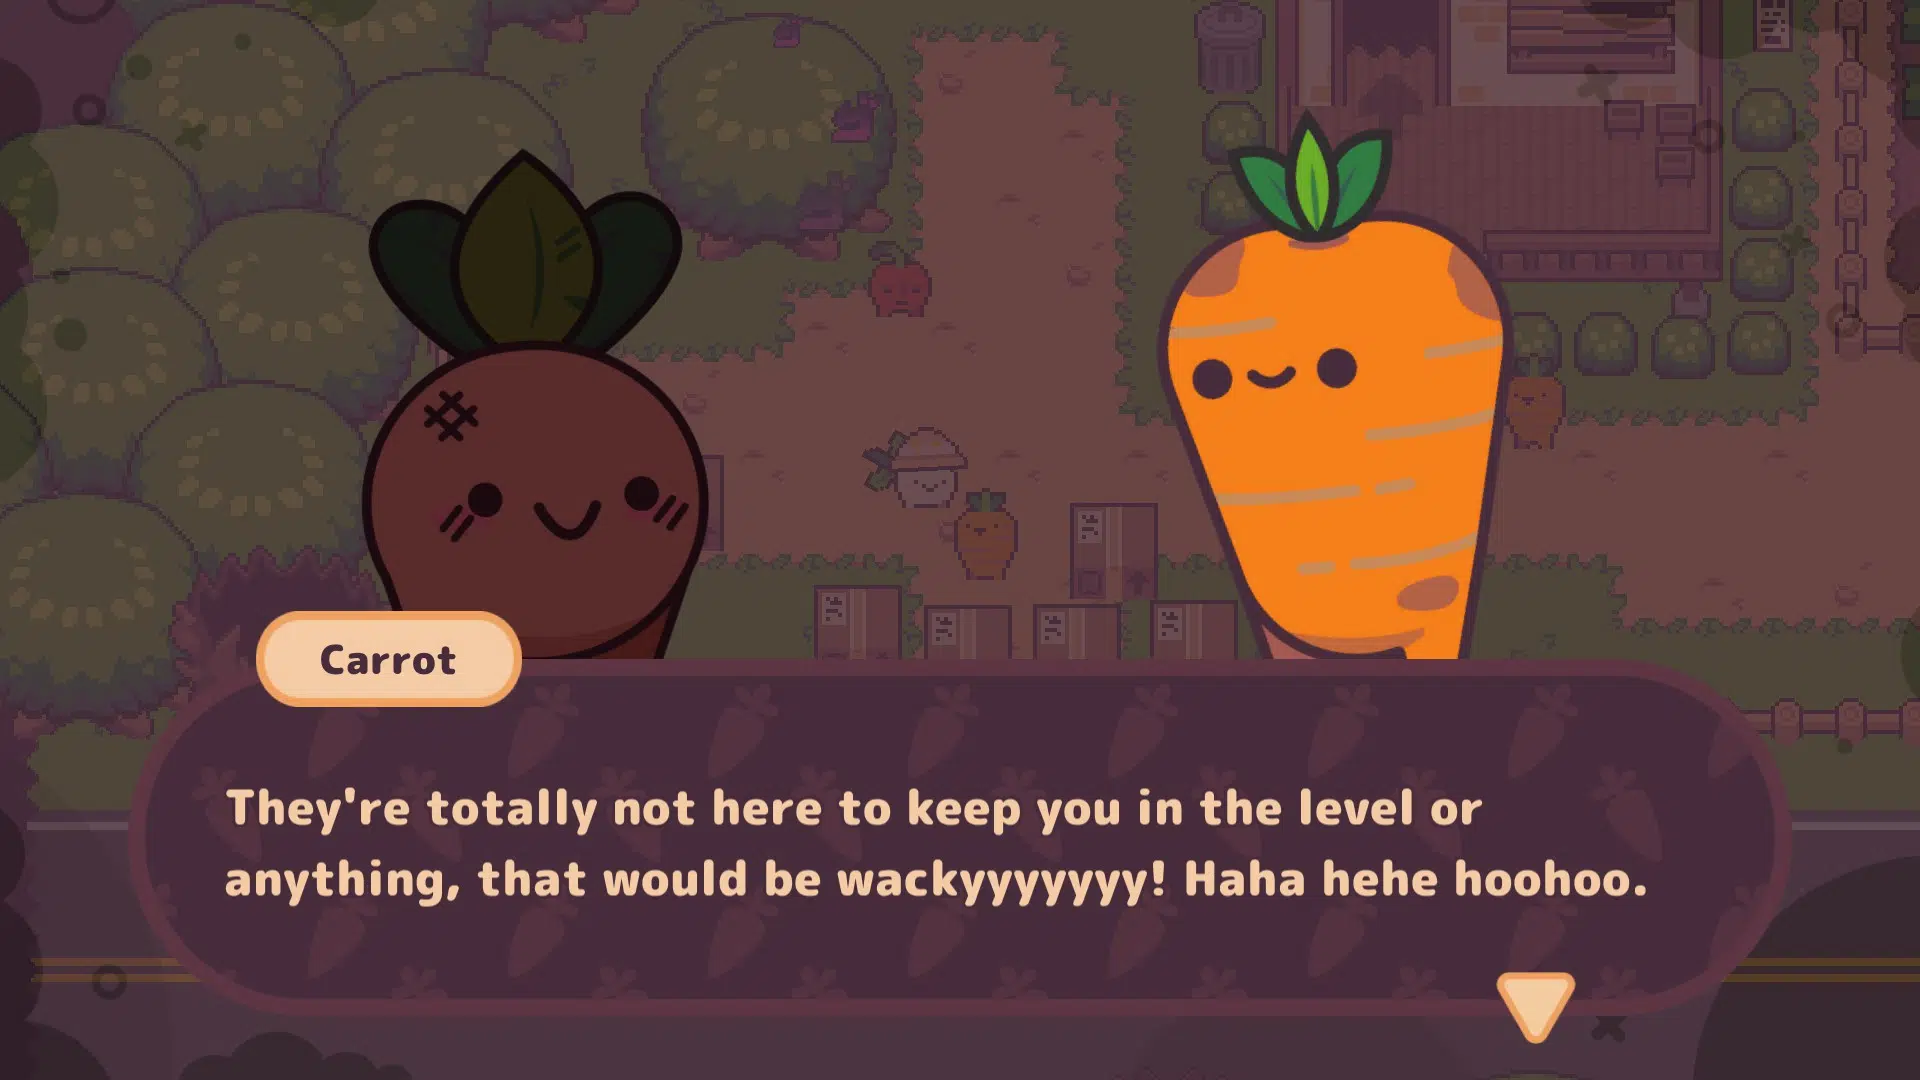 Carrot
They're totally not here to keep you in the level or
anything, that would be wackyyyyyyy! Haha hehe hoohoo.